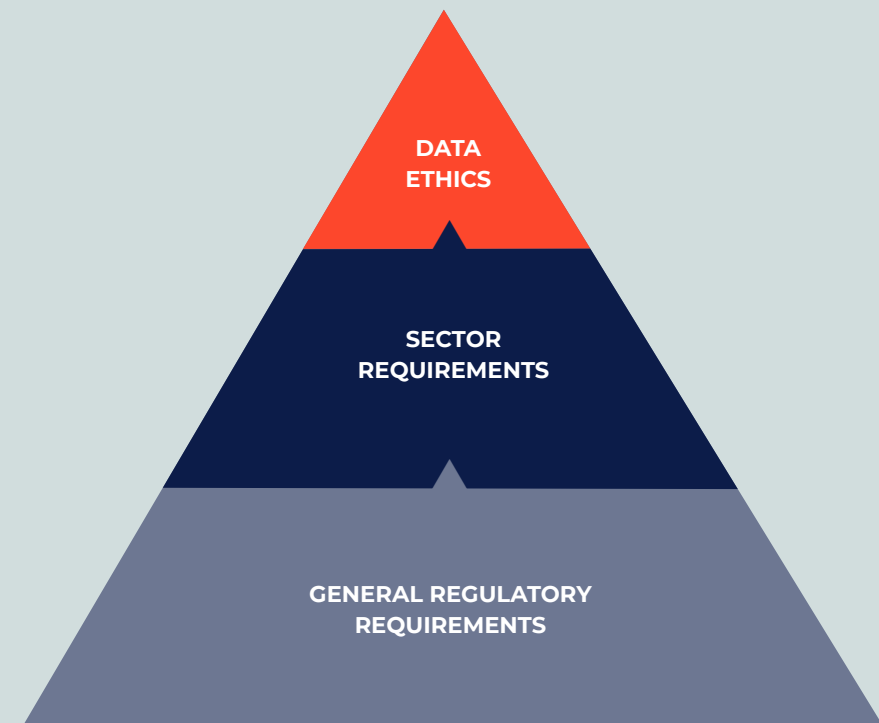 DATA
ETHICS
SECTOR
REQUIREMENTS
GENERAL REGULATORY
REQUIREMENTS